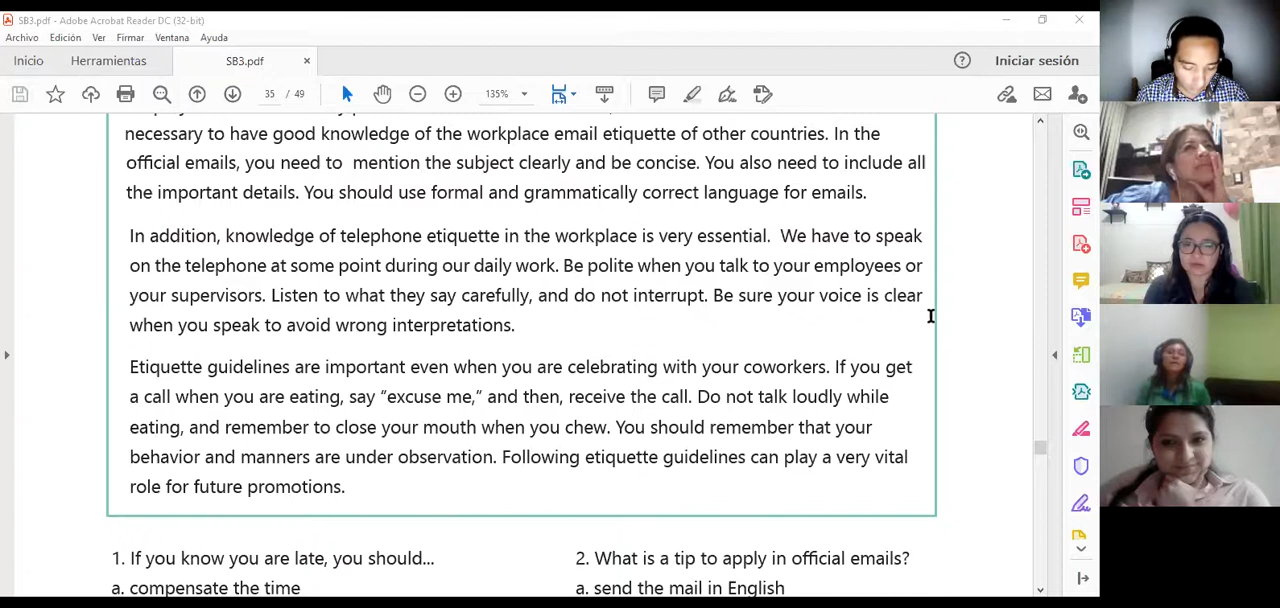 SB3.pdf - Adobe Acrobat Reader DC (32-bit)
Archivo Edición Ver Firmar Ventana Ayuda
Inicio Herramientas SB3.pdf × Iniciar sesión
35 / 49 135%
necessary to have good knowledge of the workplace email etiquette of other countries. In the
official emails, you need to mention the subject clearly and be concise. You also need to include all
the important details. You should use formal and grammatically correct language for emails.
In addition, knowledge of telephone etiquette in the workplace is very essential. We have to speak
on the telephone at some point during our daily work. Be polite when you talk to your employees or
your supervisors. Listen to what they say carefully, and do not interrupt. Be sure your voice is clear
when you speak to avoid wrong interpretations.
Etiquette guidelines are important even when you are celebrating with your coworkers. If you get
a call when you are eating, say “excuse me,” and then, receive the call. Do not talk loudly while
eating, and remember to close your mouth when you chew. You should remember that your
behavior and manners are under observation. Following etiquette guidelines can play a very vital
role for future promotions.
1. If you know you are late, you should... 2. What is a tip to apply in official emails?
a. compensate the time a. send the mail in English